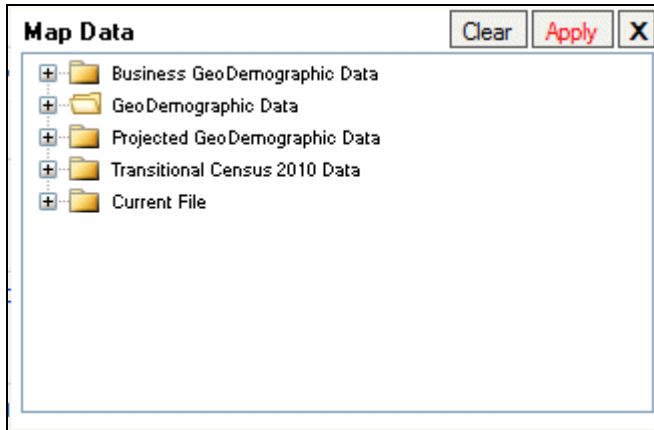 Map Data Clear Apply X
Business GeoDemographic Data
GeoDemographic Data
Projected GeoDemographic Data
Transitional Census 2010 Data
Current File